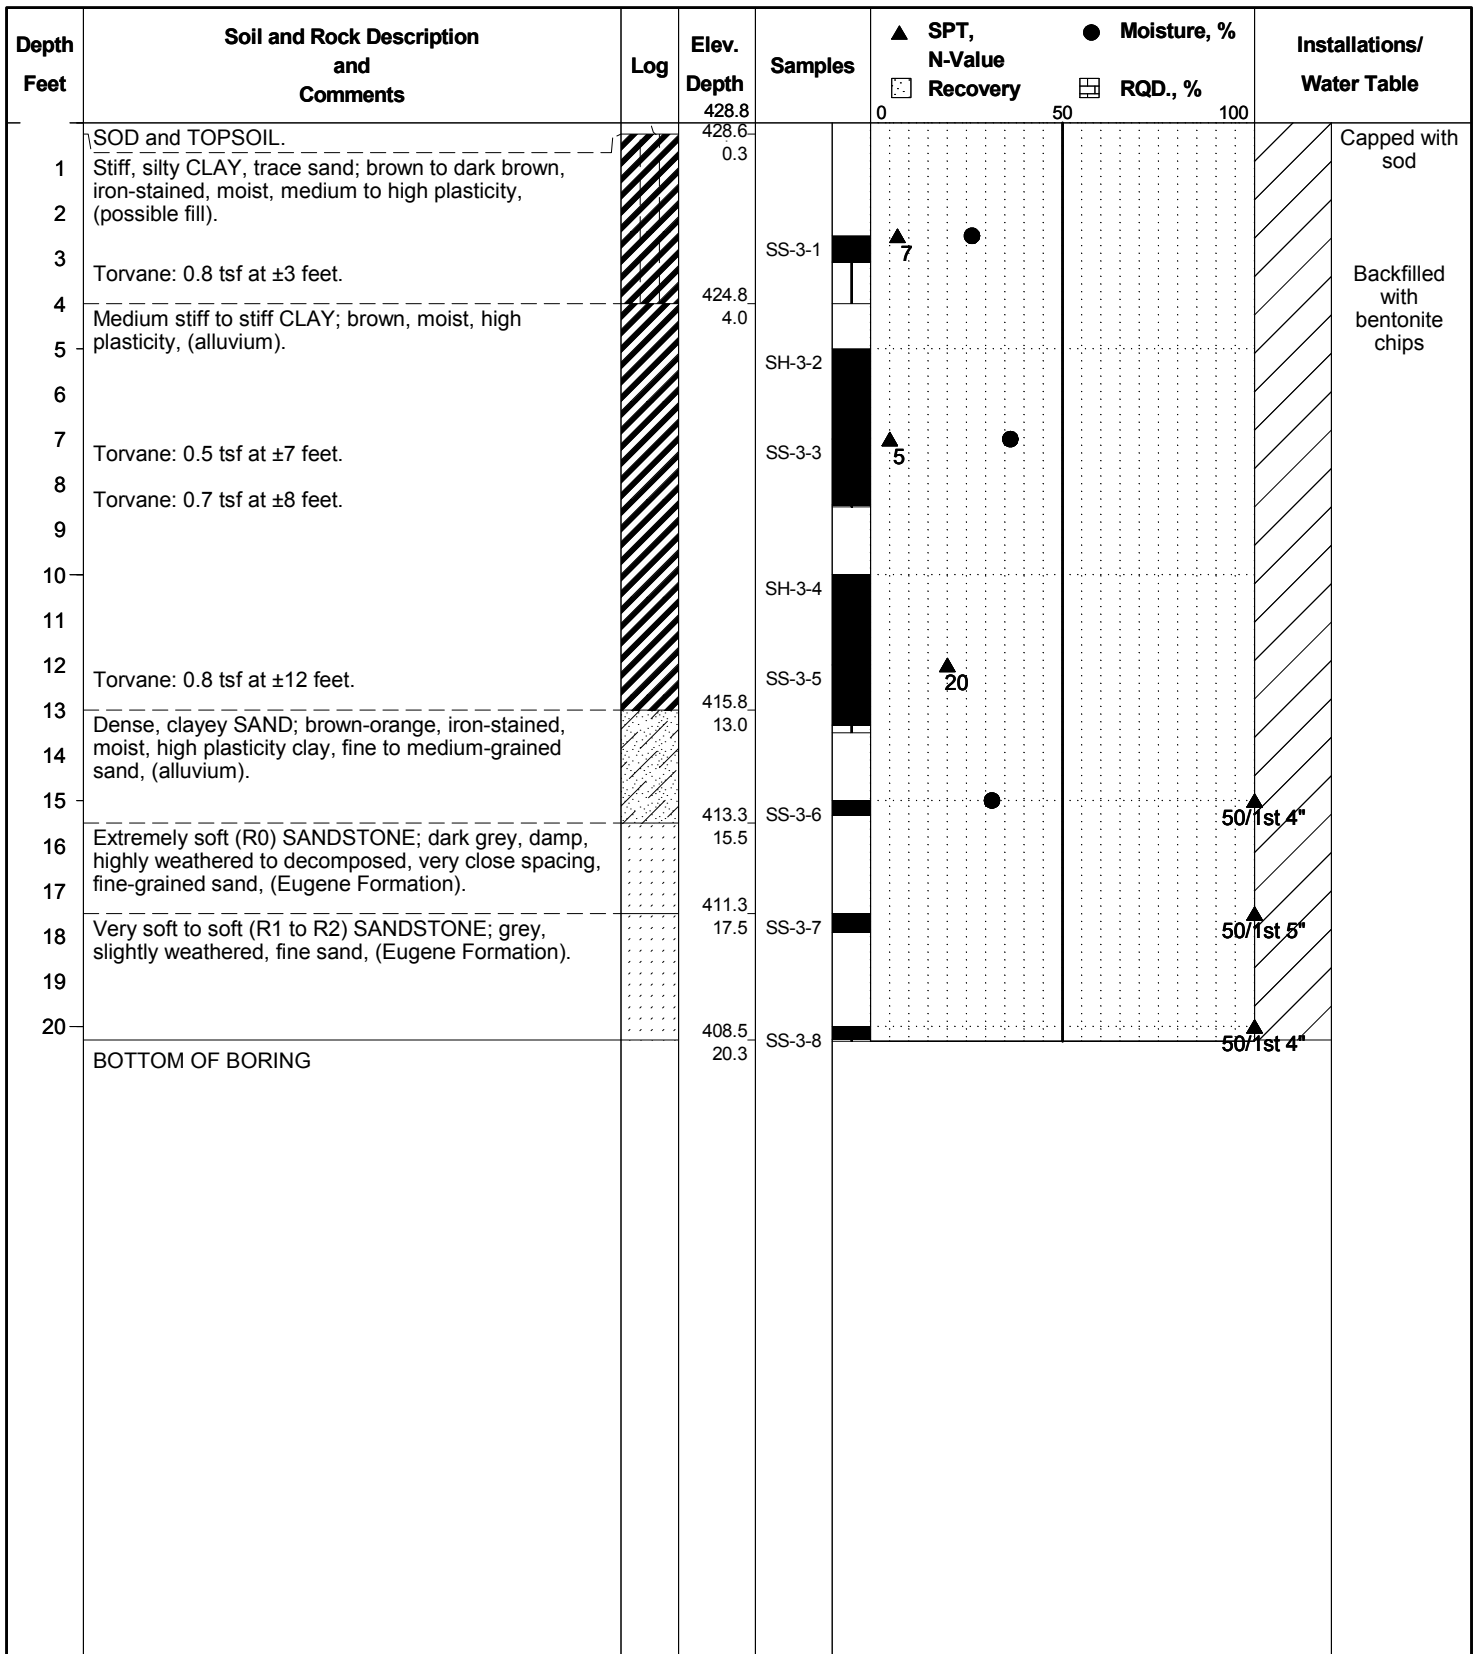 Depth
Feet
Soil and Rock Description
and
Comments
Log
Elev.
Depth
428.8
Samples
SPT,
N-Value
Moisture, %
Recovery
RQD., %
0 50 100
Installations/
Water Table
SOD and TOPSOIL.
428.6
0.3
Capped with
sod
1
Stiff, silty CLAY, trace sand; brown to dark brown,
iron-stained, moist, medium to high plasticity,
(possible fill).
2
SS-3-1
7
3
Torvane: 0.8 tsf at ±3 feet.
Backfilled
with
bentonite
chips
4
424.8
4.0
Medium stiff to stiff CLAY; brown, moist, high
plasticity, (alluvium).
5
SH-3-2
6
7
Torvane: 0.5 tsf at ±7 feet.
SS-3-3
5
8
Torvane: 0.7 tsf at ±8 feet.
9
10
SH-3-4
11
12
Torvane: 0.8 tsf at ±12 feet.
SS-3-5
20
13
415.8
13.0
Dense, clayey SAND; brown-orange, iron-stained,
moist, high plasticity clay, fine to medium-grained
sand, (alluvium).
14
15
413.3
15.5
SS-3-6
50/1st 4"
16
Extremely soft (R0) SANDSTONE; dark grey, damp,
highly weathered to decomposed, very close spacing,
fine-grained sand, (Eugene Formation).
17
411.3
17.5
SS-3-7
50/1st 5"
18
Very soft to soft (R1 to R2) SANDSTONE; grey,
slightly weathered, fine sand, (Eugene Formation).
19
20
408.5
20.3
SS-3-8
50/1st 4"
BOTTOM OF BORING